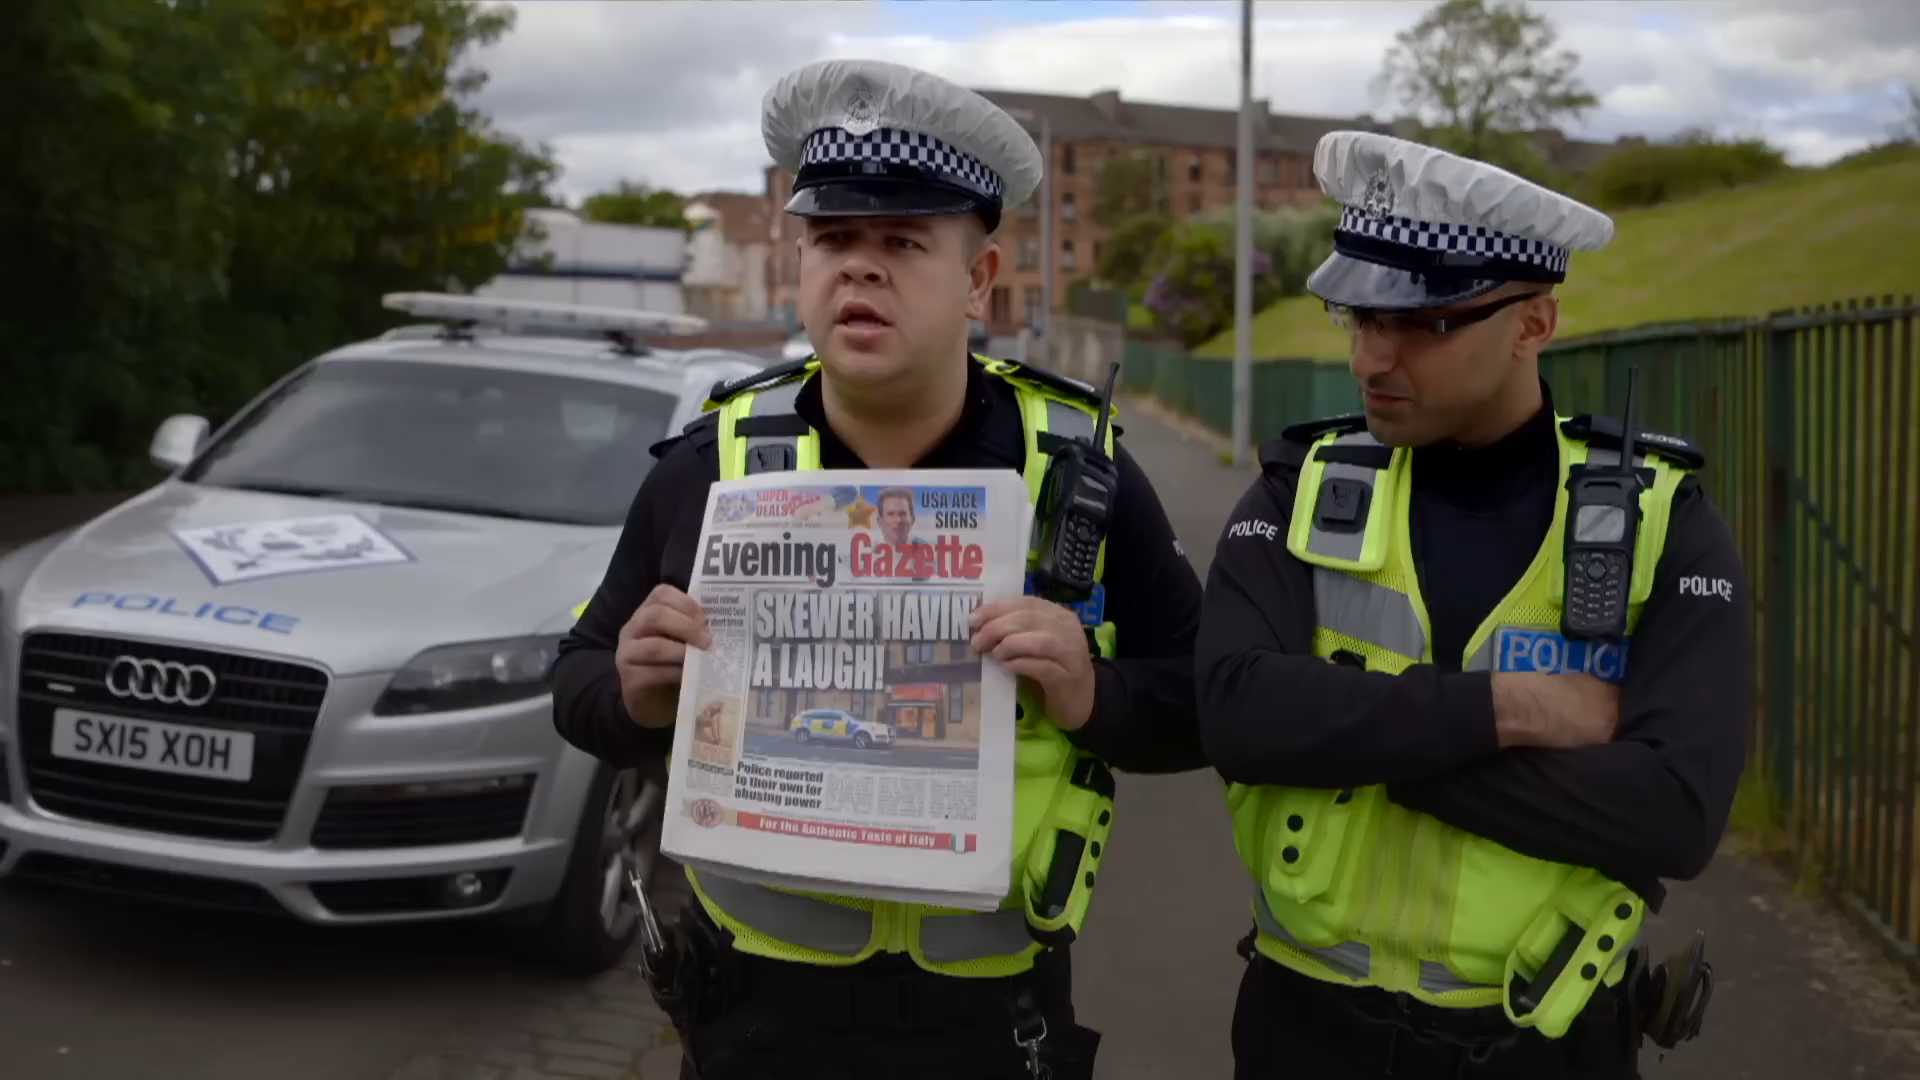 SUPER
DEALS
USA ACE
SIGNS
Evening Gazette
SKEWER HAVIN'
A LAUGH!
Police reported
to their own for
abusing power
For the Authentic Taste of Italy
POLICE
SX15 XOH
POLICE
POLICE
POLICE